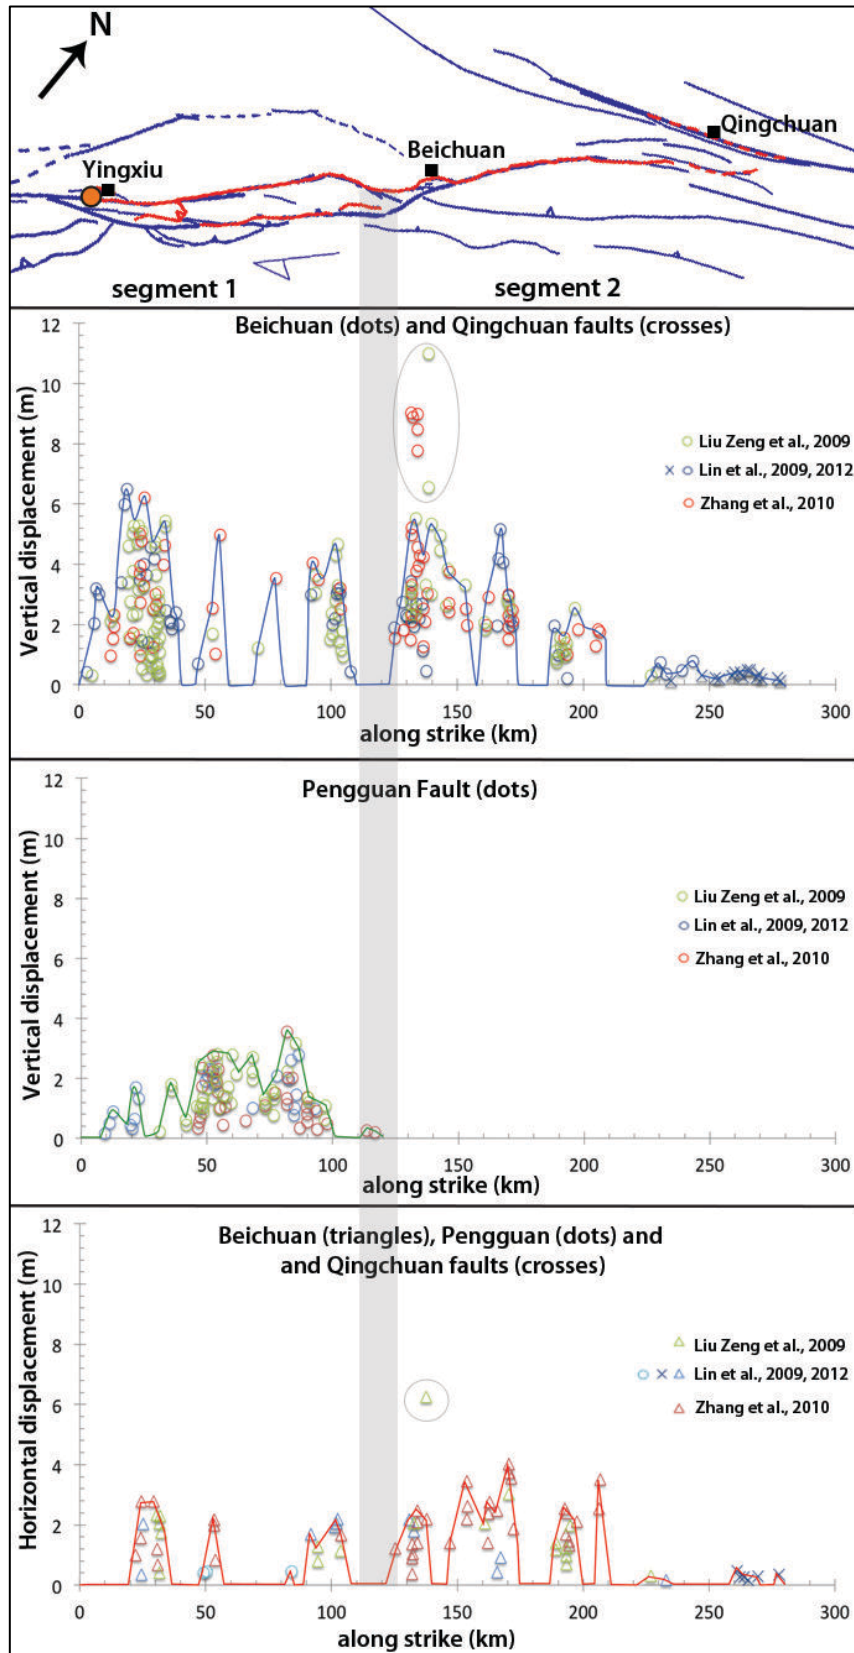 N
Qingchuan
Beichuan
Yingxiu
segment 1
segment 2
Beichuan (dots) and Qingchuan faults (crosses)
Vertical displacement (m)
12
10
8
6
4
2
0
Liu Zeng et al., 2009
Lin et al., 2009, 2012
Zhang et al., 2010
0 50 100 150 200 250 300
along strike (km)
Pengguan Fault (dots)
Vertical displacement (m)
12
10
8
6
4
2
0
Liu Zeng et al., 2009
Lin et al., 2009, 2012
Zhang et al., 2010
0 50 100 150 200 250 300
along strike (km)
Beichuan (triangles), Pengguan (dots) and
and Qingchuan faults (crosses)
Horizontal displacement (m)
12
10
8
6
4
2
0
Liu Zeng et al., 2009
Lin et al., 2009, 2012
Zhang et al., 2010
0 50 100 150 200 250 300
along strike (km)